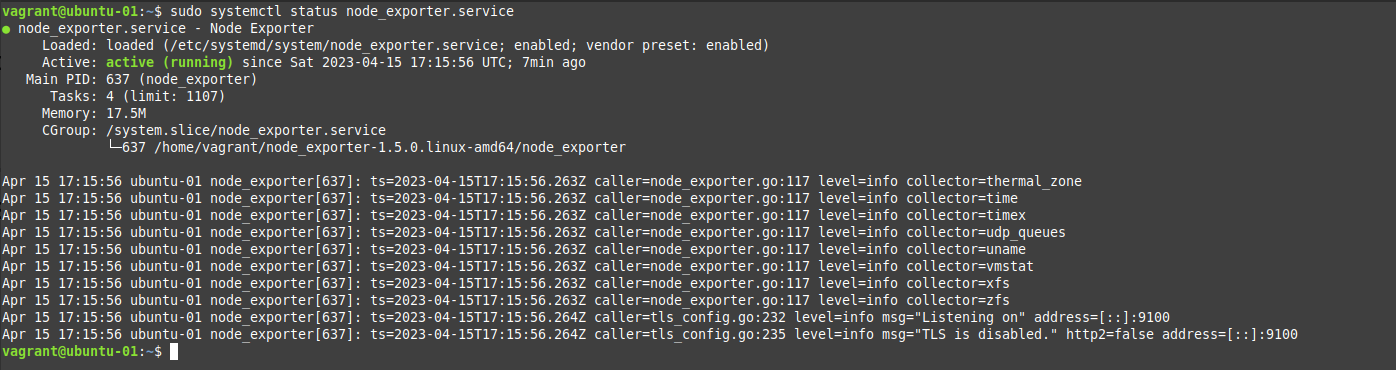 vagrant@ubuntu-01:~$ sudo systemctl status node_exporter.service
● node_exporter.service - Node Exporter
     Loaded: loaded (/etc/systemd/system/node_exporter.service; enabled; vendor preset: enabled)
     Active: active (running) since Sat 2023-04-15 17:15:56 UTC; 7min ago
   Main PID: 637 (node_exporter)
      Tasks: 4 (limit: 1107)
     Memory: 17.5M
     CGroup: /system.slice/node_exporter.service
             └─637 /home/vagrant/node_exporter-1.5.0.linux-amd64/node_exporter

Apr 15 17:15:56 ubuntu-01 node_exporter[637]: ts=2023-04-15T17:15:56.263Z caller=node_exporter.go:117 level=info collector=thermal_zone
Apr 15 17:15:56 ubuntu-01 node_exporter[637]: ts=2023-04-15T17:15:56.263Z caller=node_exporter.go:117 level=info collector=time
Apr 15 17:15:56 ubuntu-01 node_exporter[637]: ts=2023-04-15T17:15:56.263Z caller=node_exporter.go:117 level=info collector=timex
Apr 15 17:15:56 ubuntu-01 node_exporter[637]: ts=2023-04-15T17:15:56.263Z caller=node_exporter.go:117 level=info collector=udp_queues
Apr 15 17:15:56 ubuntu-01 node_exporter[637]: ts=2023-04-15T17:15:56.263Z caller=node_exporter.go:117 level=info collector=uname
Apr 15 17:15:56 ubuntu-01 node_exporter[637]: ts=2023-04-15T17:15:56.263Z caller=node_exporter.go:117 level=info collector=vmstat
Apr 15 17:15:56 ubuntu-01 node_exporter[637]: ts=2023-04-15T17:15:56.263Z caller=node_exporter.go:117 level=info collector=xfs
Apr 15 17:15:56 ubuntu-01 node_exporter[637]: ts=2023-04-15T17:15:56.263Z caller=node_exporter.go:117 level=info collector=zfs
Apr 15 17:15:56 ubuntu-01 node_exporter[637]: ts=2023-04-15T17:15:56.264Z caller=tls_config.go:232 level=info msg="Listening on" address=[::]:9100
Apr 15 17:15:56 ubuntu-01 node_exporter[637]: ts=2023-04-15T17:15:56.264Z caller=tls_config.go:235 level=info msg="TLS is disabled." http2=false address=[::]:9100
vagrant@ubuntu-01:~$